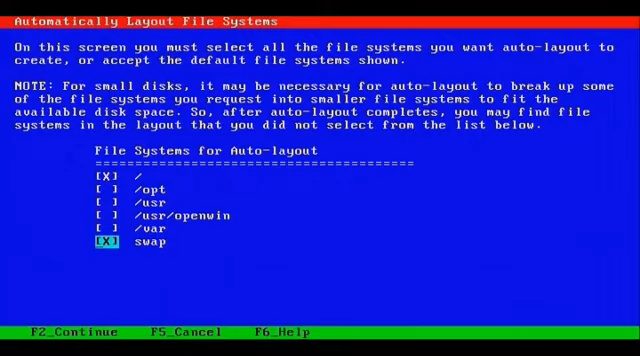 Automatically Layout File Systems
On this screen you must select all the file systems you want auto-layout to
create, or accept the default file systems shown.
NOTE: For small disks, it may be necessary for auto-layout to break up some
of the file systems you request into smaller file systems to fit the
available disk space. So, after auto-layout completes, you may find file
systems in the layout that you did not select from the list below.
File Systems for Auto-layout
========================================
[X] /
[ ] /opt
[ ] /usr
[ ] /usr/openwin
[ ] /var
[X] swap
F2_Continue F5_Cancel F6_Help